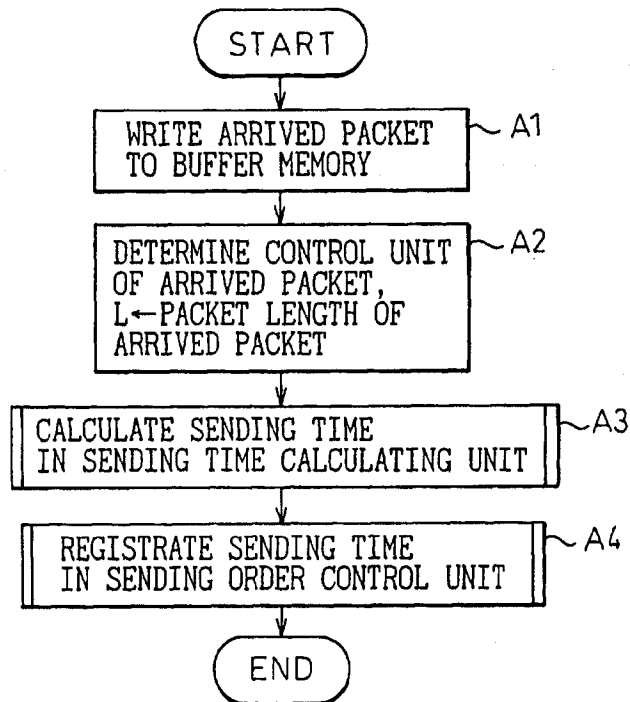 START
WRITE ARRIVED PACKET
TO BUFFER MEMORY
A1
DETERMINE CONTROL UNIT
OF ARRIVED PACKET,
L←PACKET LENGTH OF
ARRIVED PACKET
A2
CALCULATE SENDING TIME
IN SENDING TIME CALCULATING UNIT
A3
REGISTRATE SENDING TIME
IN SENDING ORDER CONTROL UNIT
A4
END